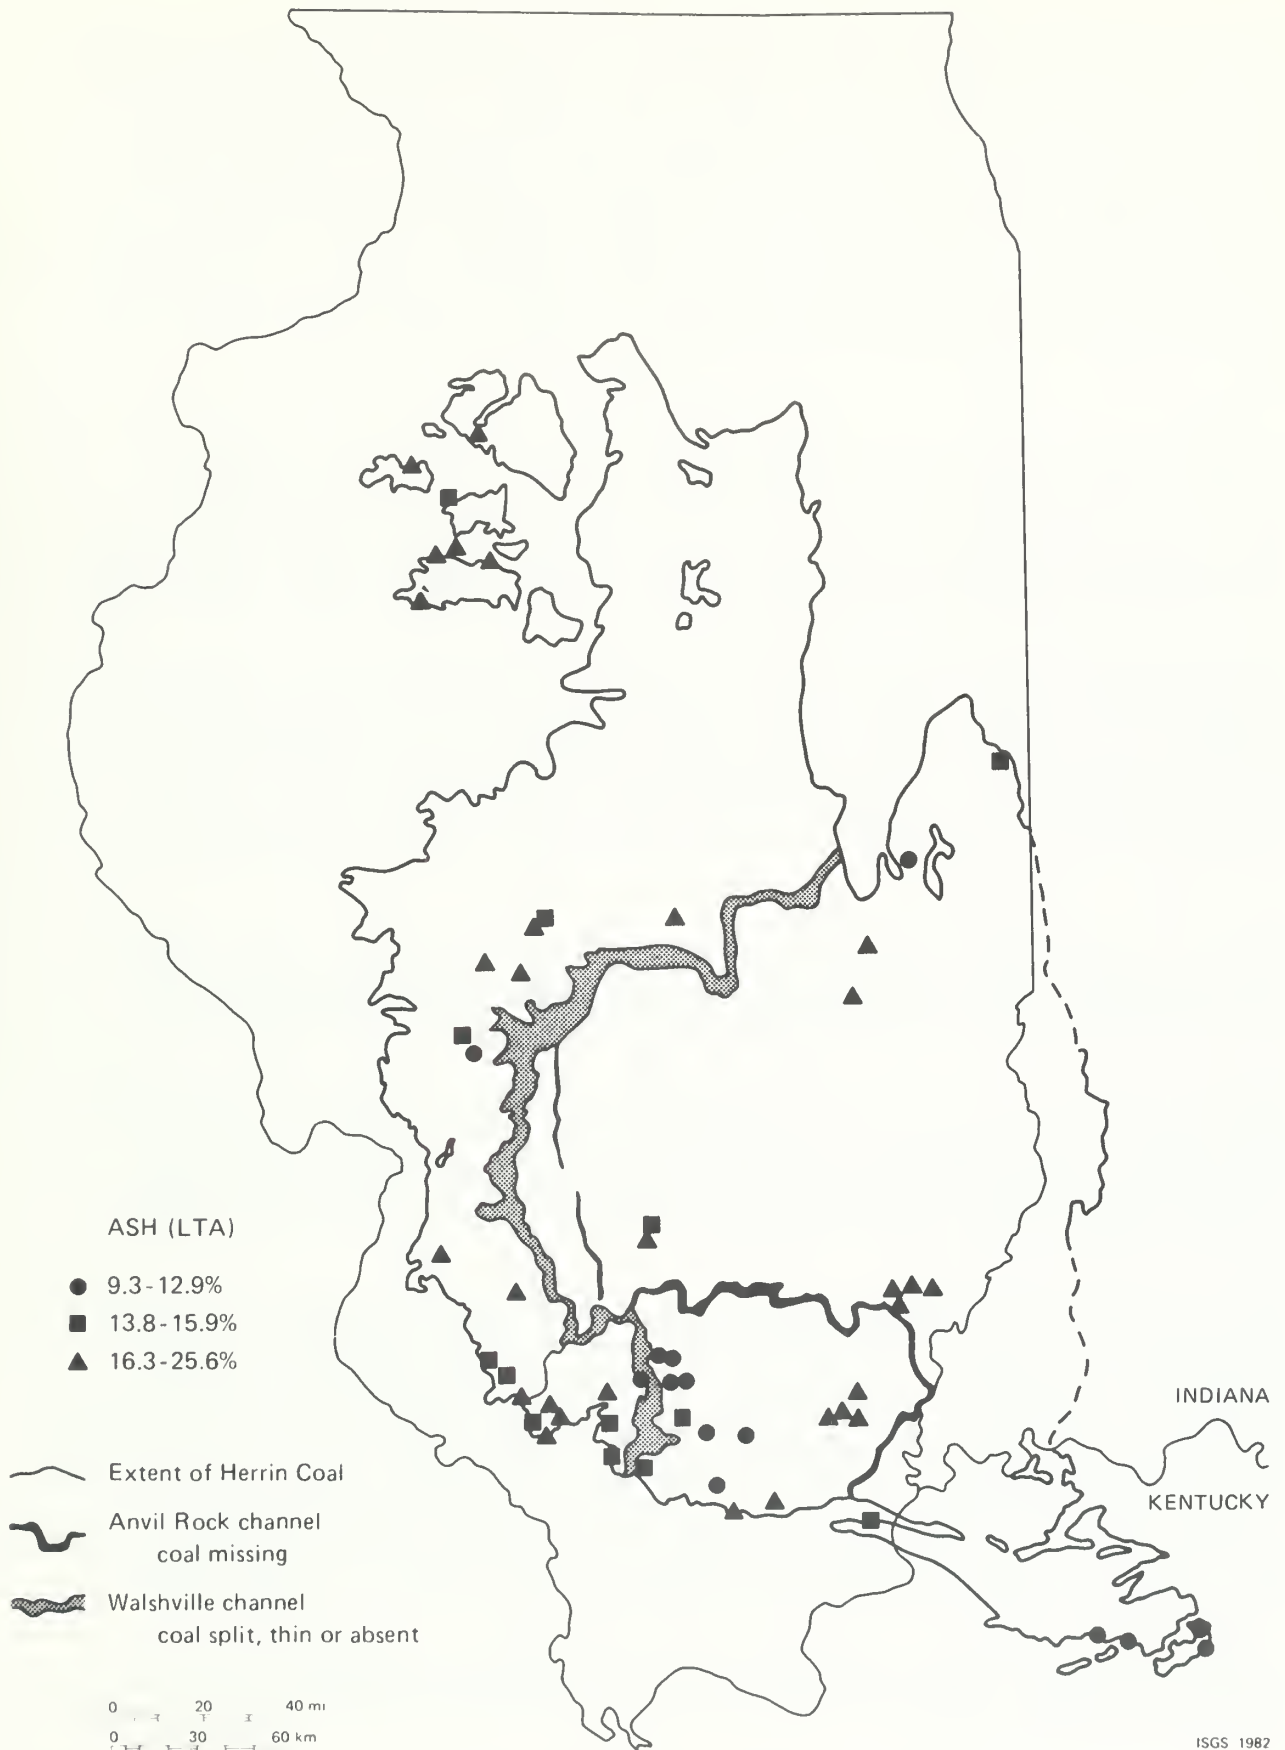 ASH (LTA)
9.3-12.9%
13.8-15.9%
16.3-25.6%
INDIANA
KENTUCKY
Extent of Herrin Coal
Anvil Rock channel
coal missing
Walshville channel
coal split, thin or absent
0 20 40 mi
0 30 60 km
ISGS 1982